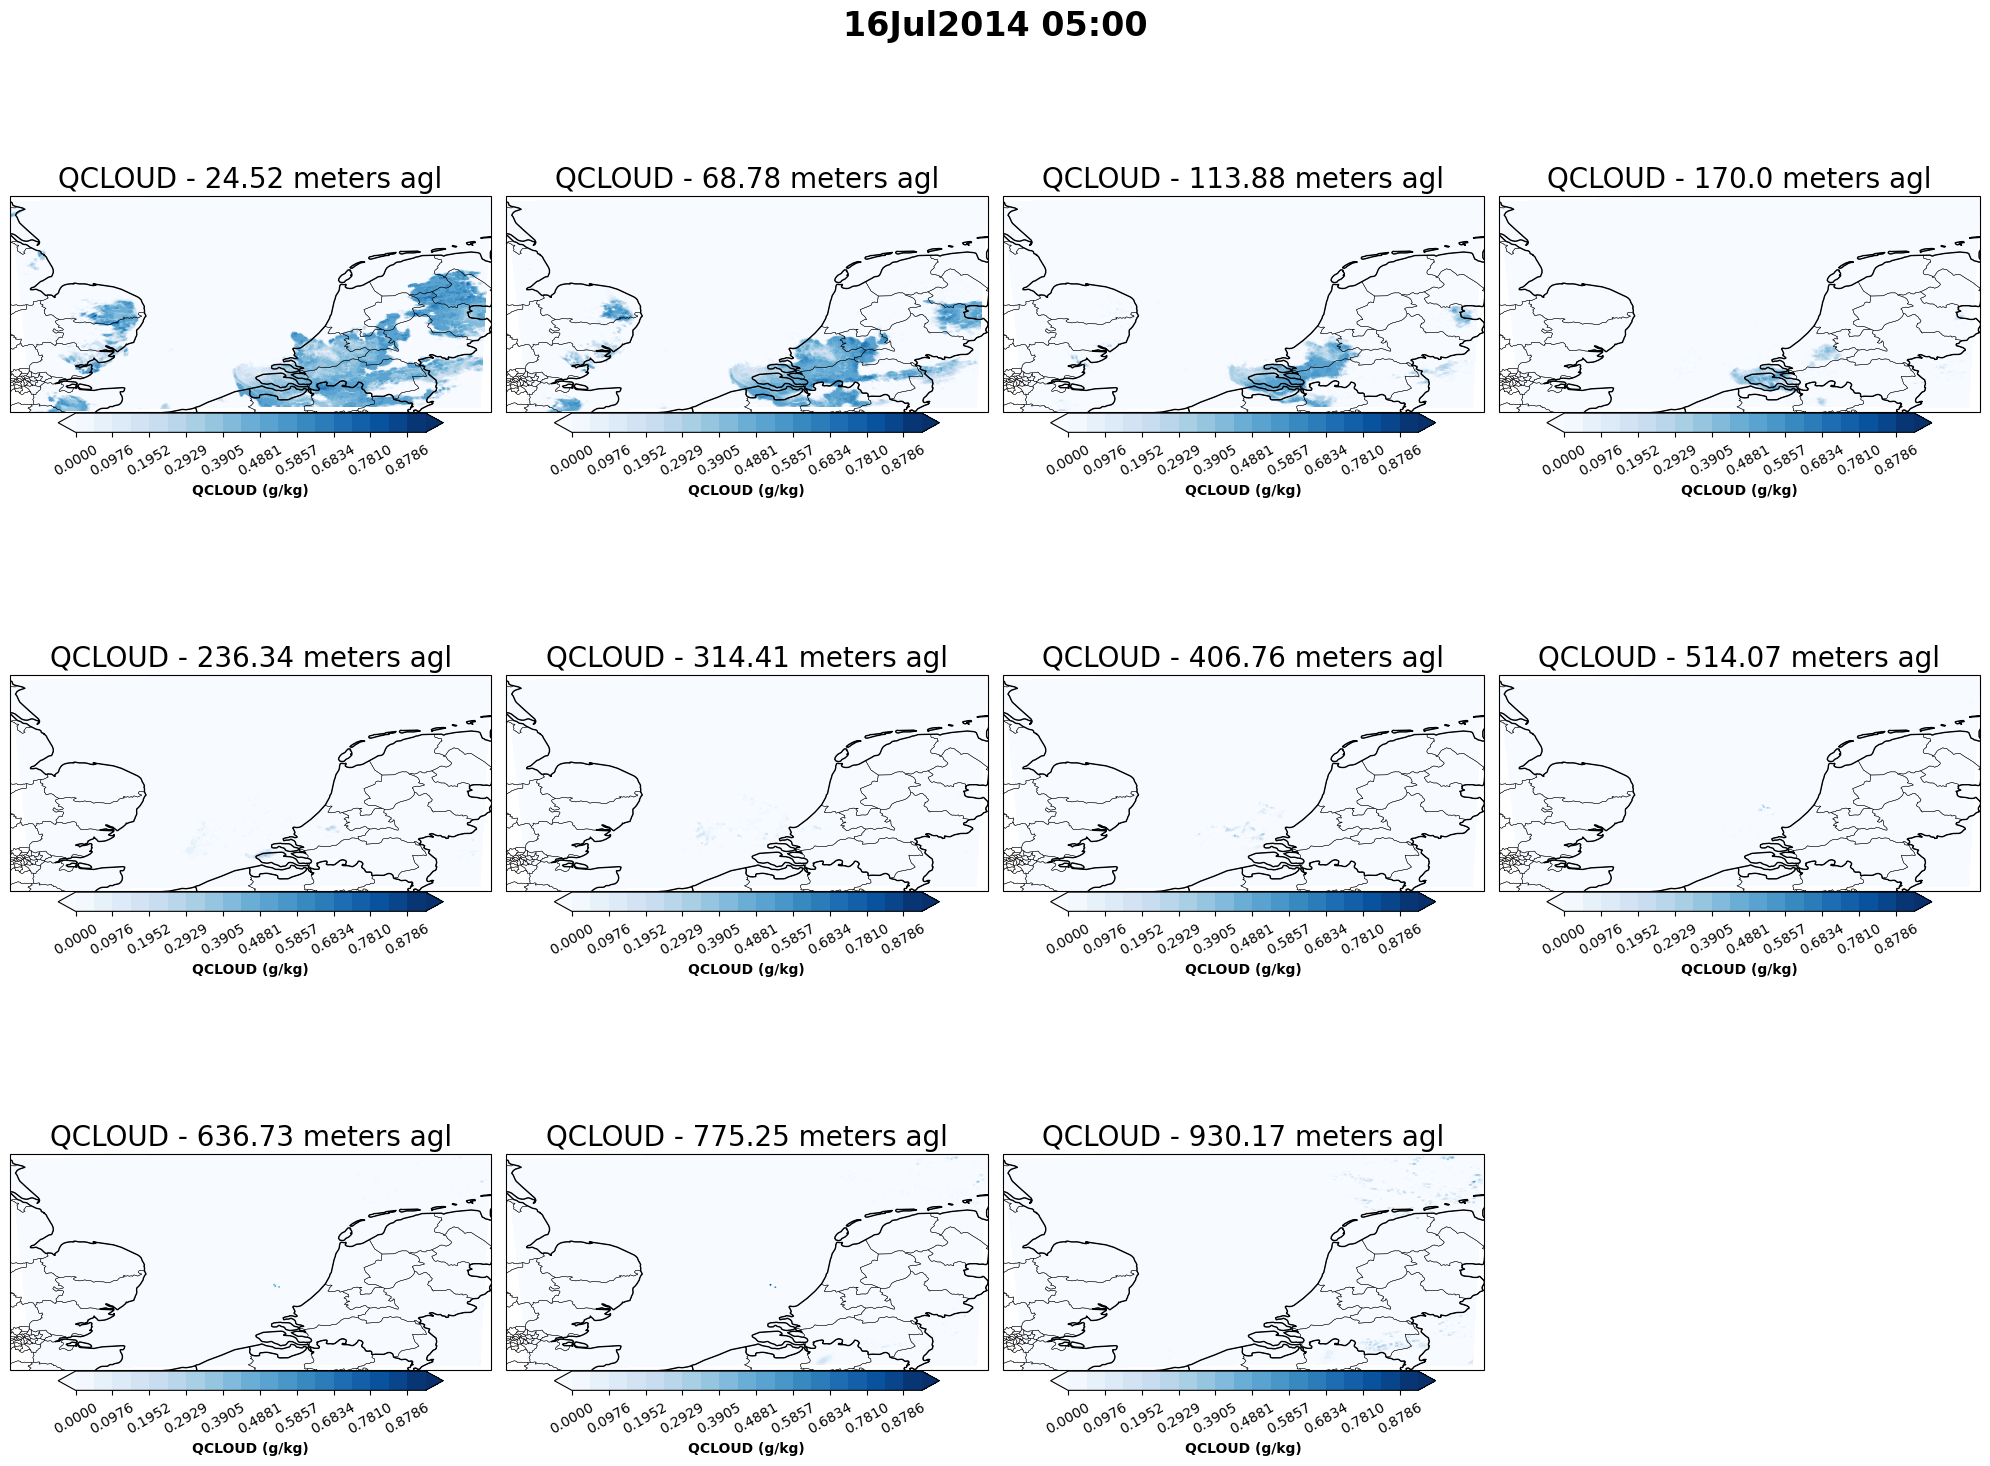 16Jul2014 05:00
QCLOUD - 24.52 meters agl
QCLOUD - 68.78 meters agl
QCLOUD - 113.88 meters agl
QCLOUD - 170.0 meters agl
0.0000 0.0976 0.1952 0.2929 0.3905 0.4881 0.5857 0.6834 0.7810 0.8786
0.0000 0.0976 0.1952 0.2929 0.3905 0.4881 0.5857 0.6834 0.7810 0.8786
0.0000 0.0976 0.1952 0.2929 0.3905 0.4881 0.5857 0.6834 0.7810 0.8786
0.0000 0.0976 0.1952 0.2929 0.3905 0.4881 0.5857 0.6834 0.7810 0.8786
QCLOUD (g/kg)
QCLOUD (g/kg)
QCLOUD (g/kg)
QCLOUD (g/kg)
QCLOUD - 236.34 meters agl
QCLOUD - 314.41 meters agl
QCLOUD - 406.76 meters agl
QCLOUD - 514.07 meters agl
0.0000 0.0976 0.1952 0.2929 0.3905 0.4881 0.5857 0.6834 0.7810 0.8786
0.0000 0.0976 0.1952 0.2929 0.3905 0.4881 0.5857 0.6834 0.7810 0.8786
0.0000 0.0976 0.1952 0.2929 0.3905 0.4881 0.5857 0.6834 0.7810 0.8786
0.0000 0.0976 0.1952 0.2929 0.3905 0.4881 0.5857 0.6834 0.7810 0.8786
QCLOUD (g/kg)
QCLOUD (g/kg)
QCLOUD (g/kg)
QCLOUD (g/kg)
QCLOUD - 636.73 meters agl
QCLOUD - 775.25 meters agl
QCLOUD - 930.17 meters agl
0.0000 0.0976 0.1952 0.2929 0.3905 0.4881 0.5857 0.6834 0.7810 0.8786
0.0000 0.0976 0.1952 0.2929 0.3905 0.4881 0.5857 0.6834 0.7810 0.8786
0.0000 0.0976 0.1952 0.2929 0.3905 0.4881 0.5857 0.6834 0.7810 0.8786
QCLOUD (g/kg)
QCLOUD (g/kg)
QCLOUD (g/kg)